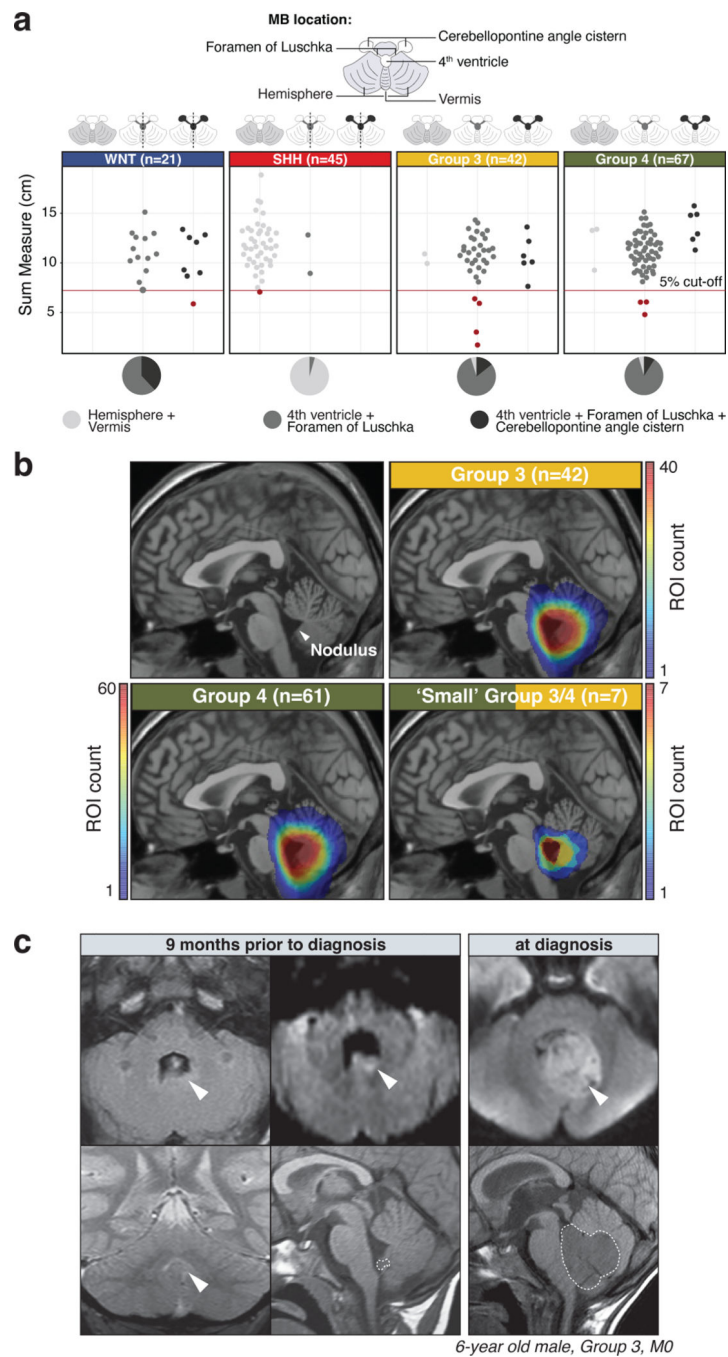 a
MB location:
Foramen of Luschka
Cerebellopontine angle cistern
4th ventricle
Hemisphere
Vermis
WNT (n=21)
SHH (n=45)
Group 3 (n=42)
Group 4 (n=67)
Sum Measure (cm)
15
10
5
5% cut-off
Hemisphere +
Vermis
4th ventricle +
Foramen of Luschka
4th ventricle + Foramen of Luschka +
Cerebellopontine angle cistern
b
Nodulus
Group 3 (n=42)
40
ROI count
1
Group 4 (n=61)
60
ROI count
1
'Small' Group 3/4 (n=7)
7
ROI count
1
c
9 months prior to diagnosis
at diagnosis
6-year old male, Group 3, M0